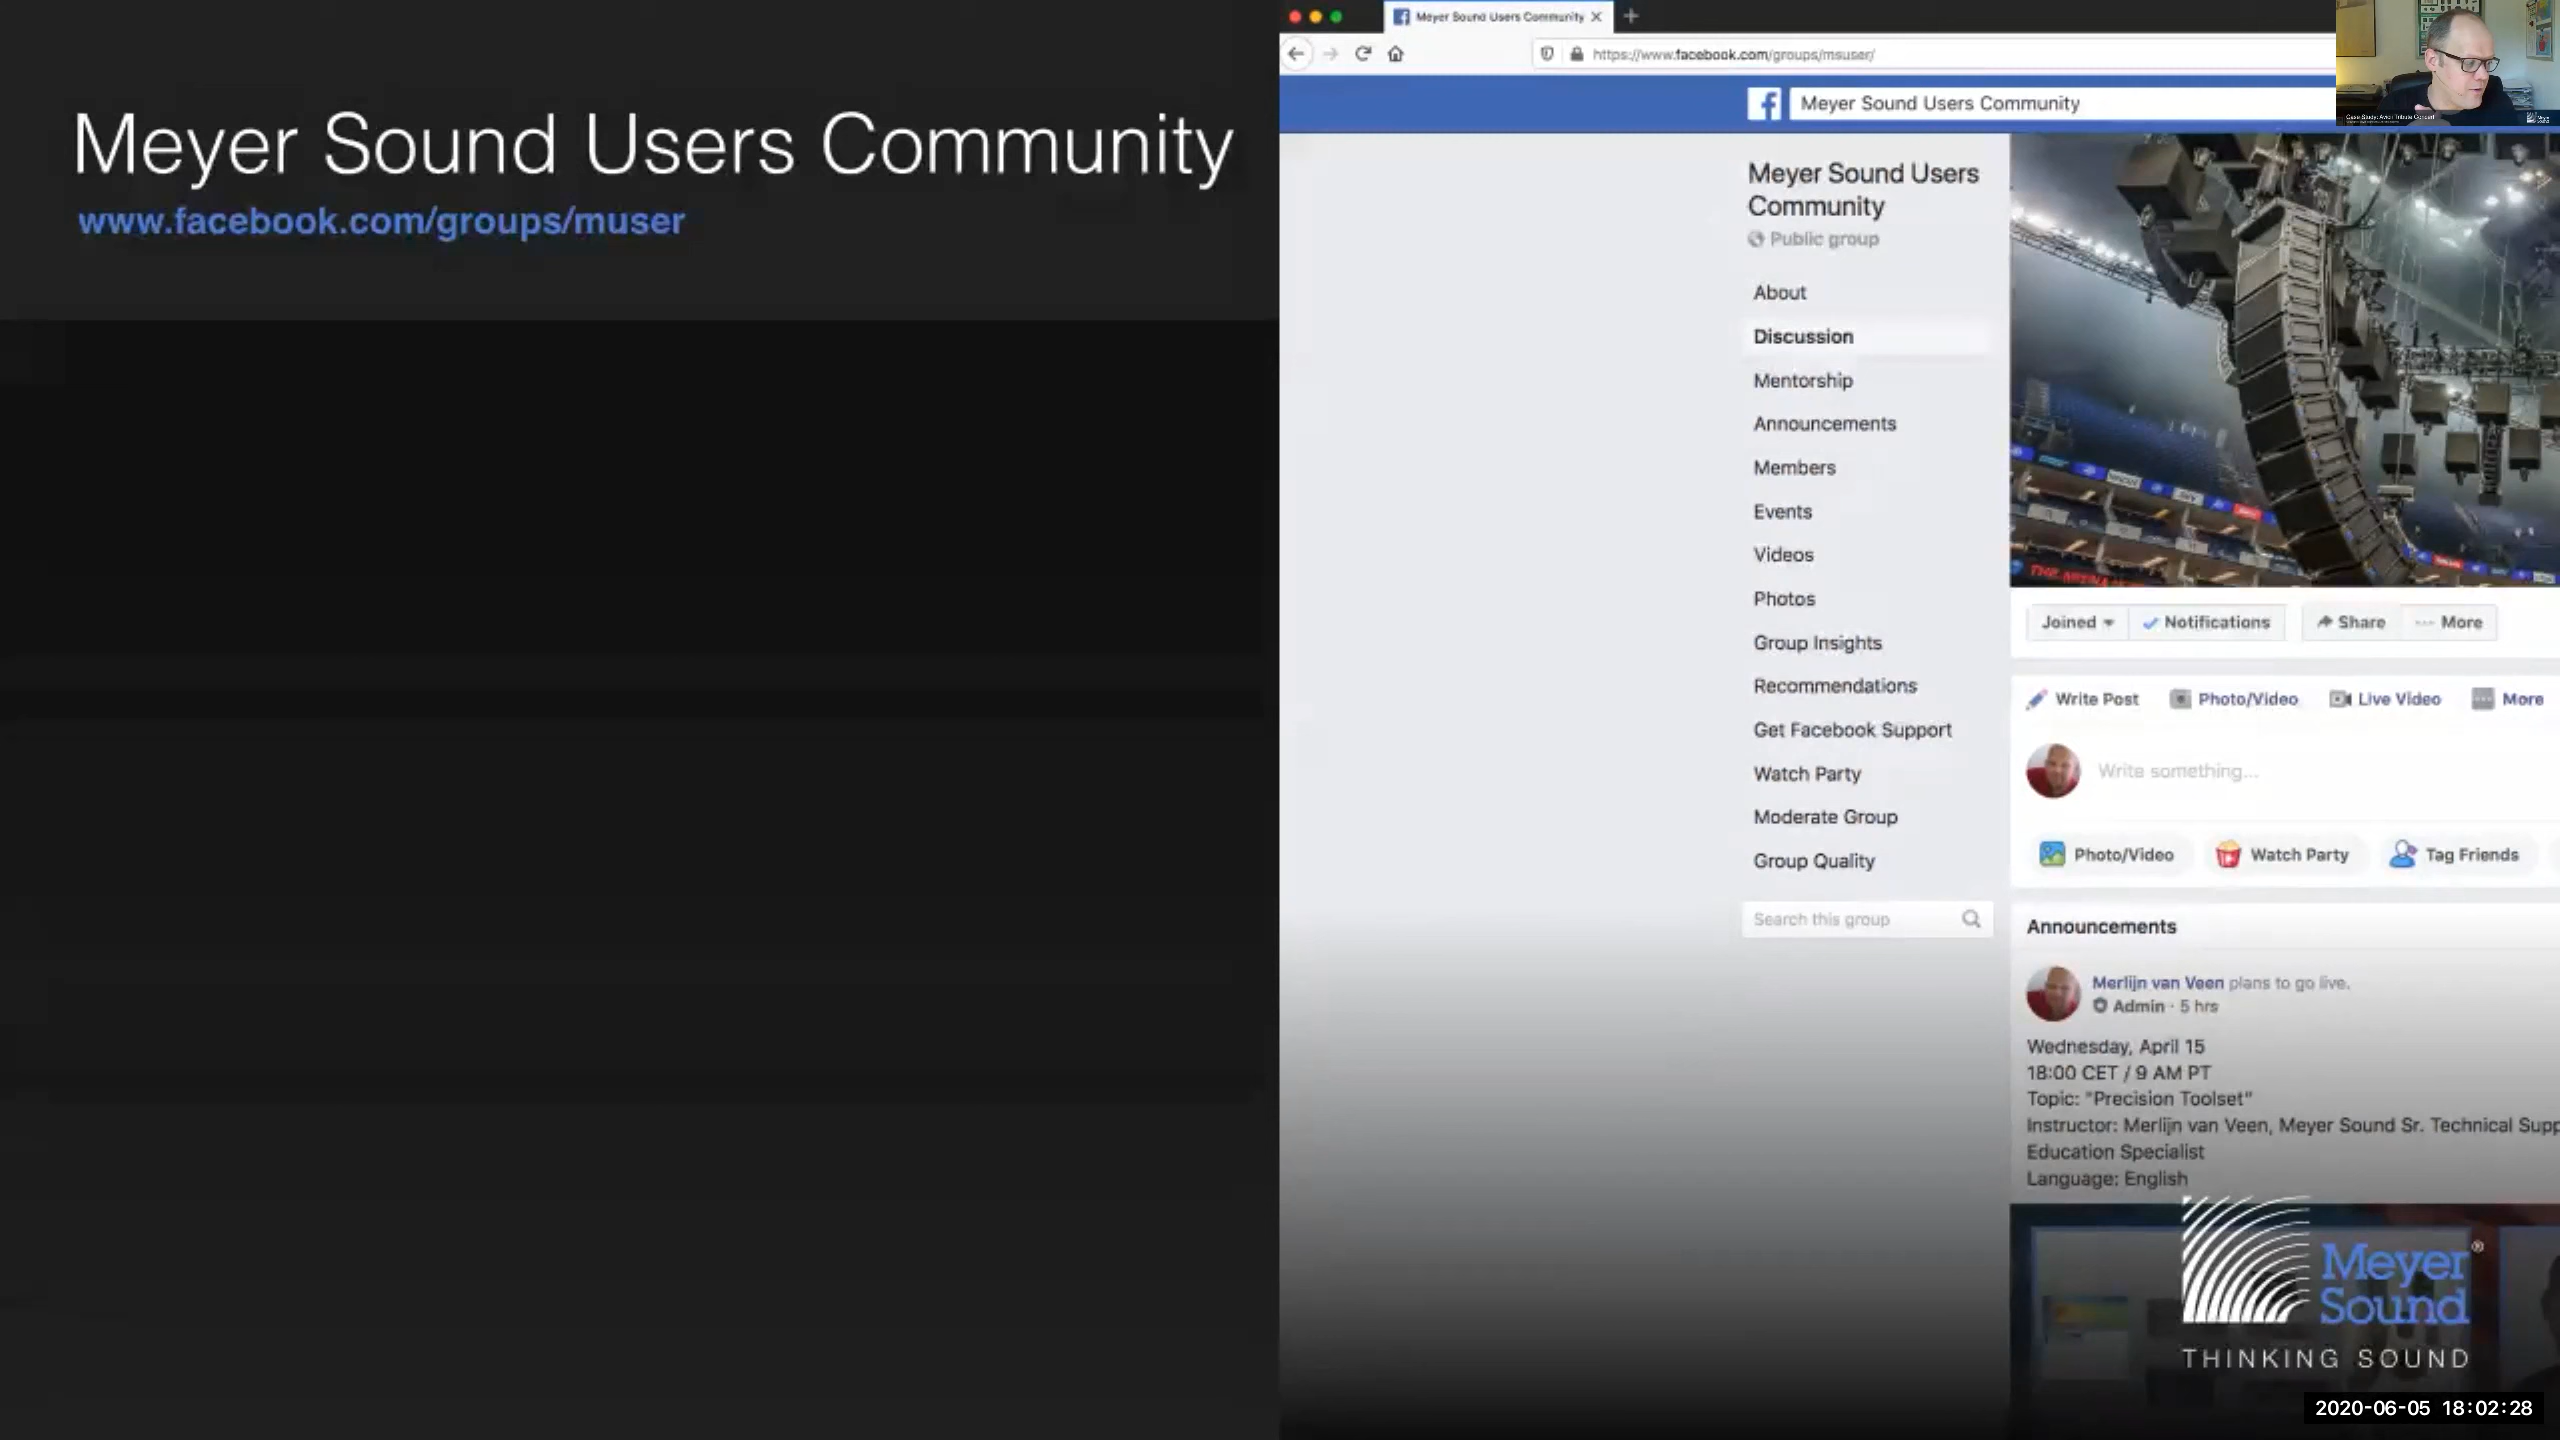 Meyer Sound Users Community
www.facebook.com/groups/muser
Meyer Sound Users Community
https://www.facebook.com/groups/msuser/
Meyer Sound Users Community
Case Study: Avicii Tribute Concert
Meyer Sound Users
Community
Public group
About
Discussion
Mentorship
Announcements
Members
Events
Videos
Photos
Group Insights
Recommendations
Get Facebook Support
Watch Party
Moderate Group
Group Quality
Search this group
Joined
Notifications
Share
More
Write Post
Photo/Video
Live Video
More
Write something...
Photo/Video
Watch Party
Tag Friends
Announcements
Merlijn van Veen plans to go live.
Admin · 5 hrs
Wednesday, April 15
18:00 CET / 9 AM PT
Topic: "Precision Toolset"
Instructor: Merlijn van Veen, Meyer Sound Sr. Technical Supp
Education Specialist
Language: English
Meyer
Sound®
THINKING SOUND
2020-06-05 18:02:28